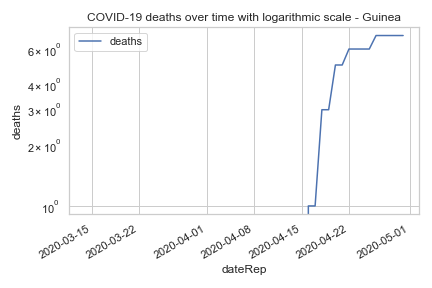 COVID-19 deaths over time with logarithmic scale - Guinea
deaths
6 × 10⁰
4 × 10⁰
3 × 10⁰
2 × 10⁰
10⁰
deaths
2020-03-15
2020-03-22
2020-04-01
2020-04-08
2020-04-15
2020-04-22
2020-05-01
dateRep